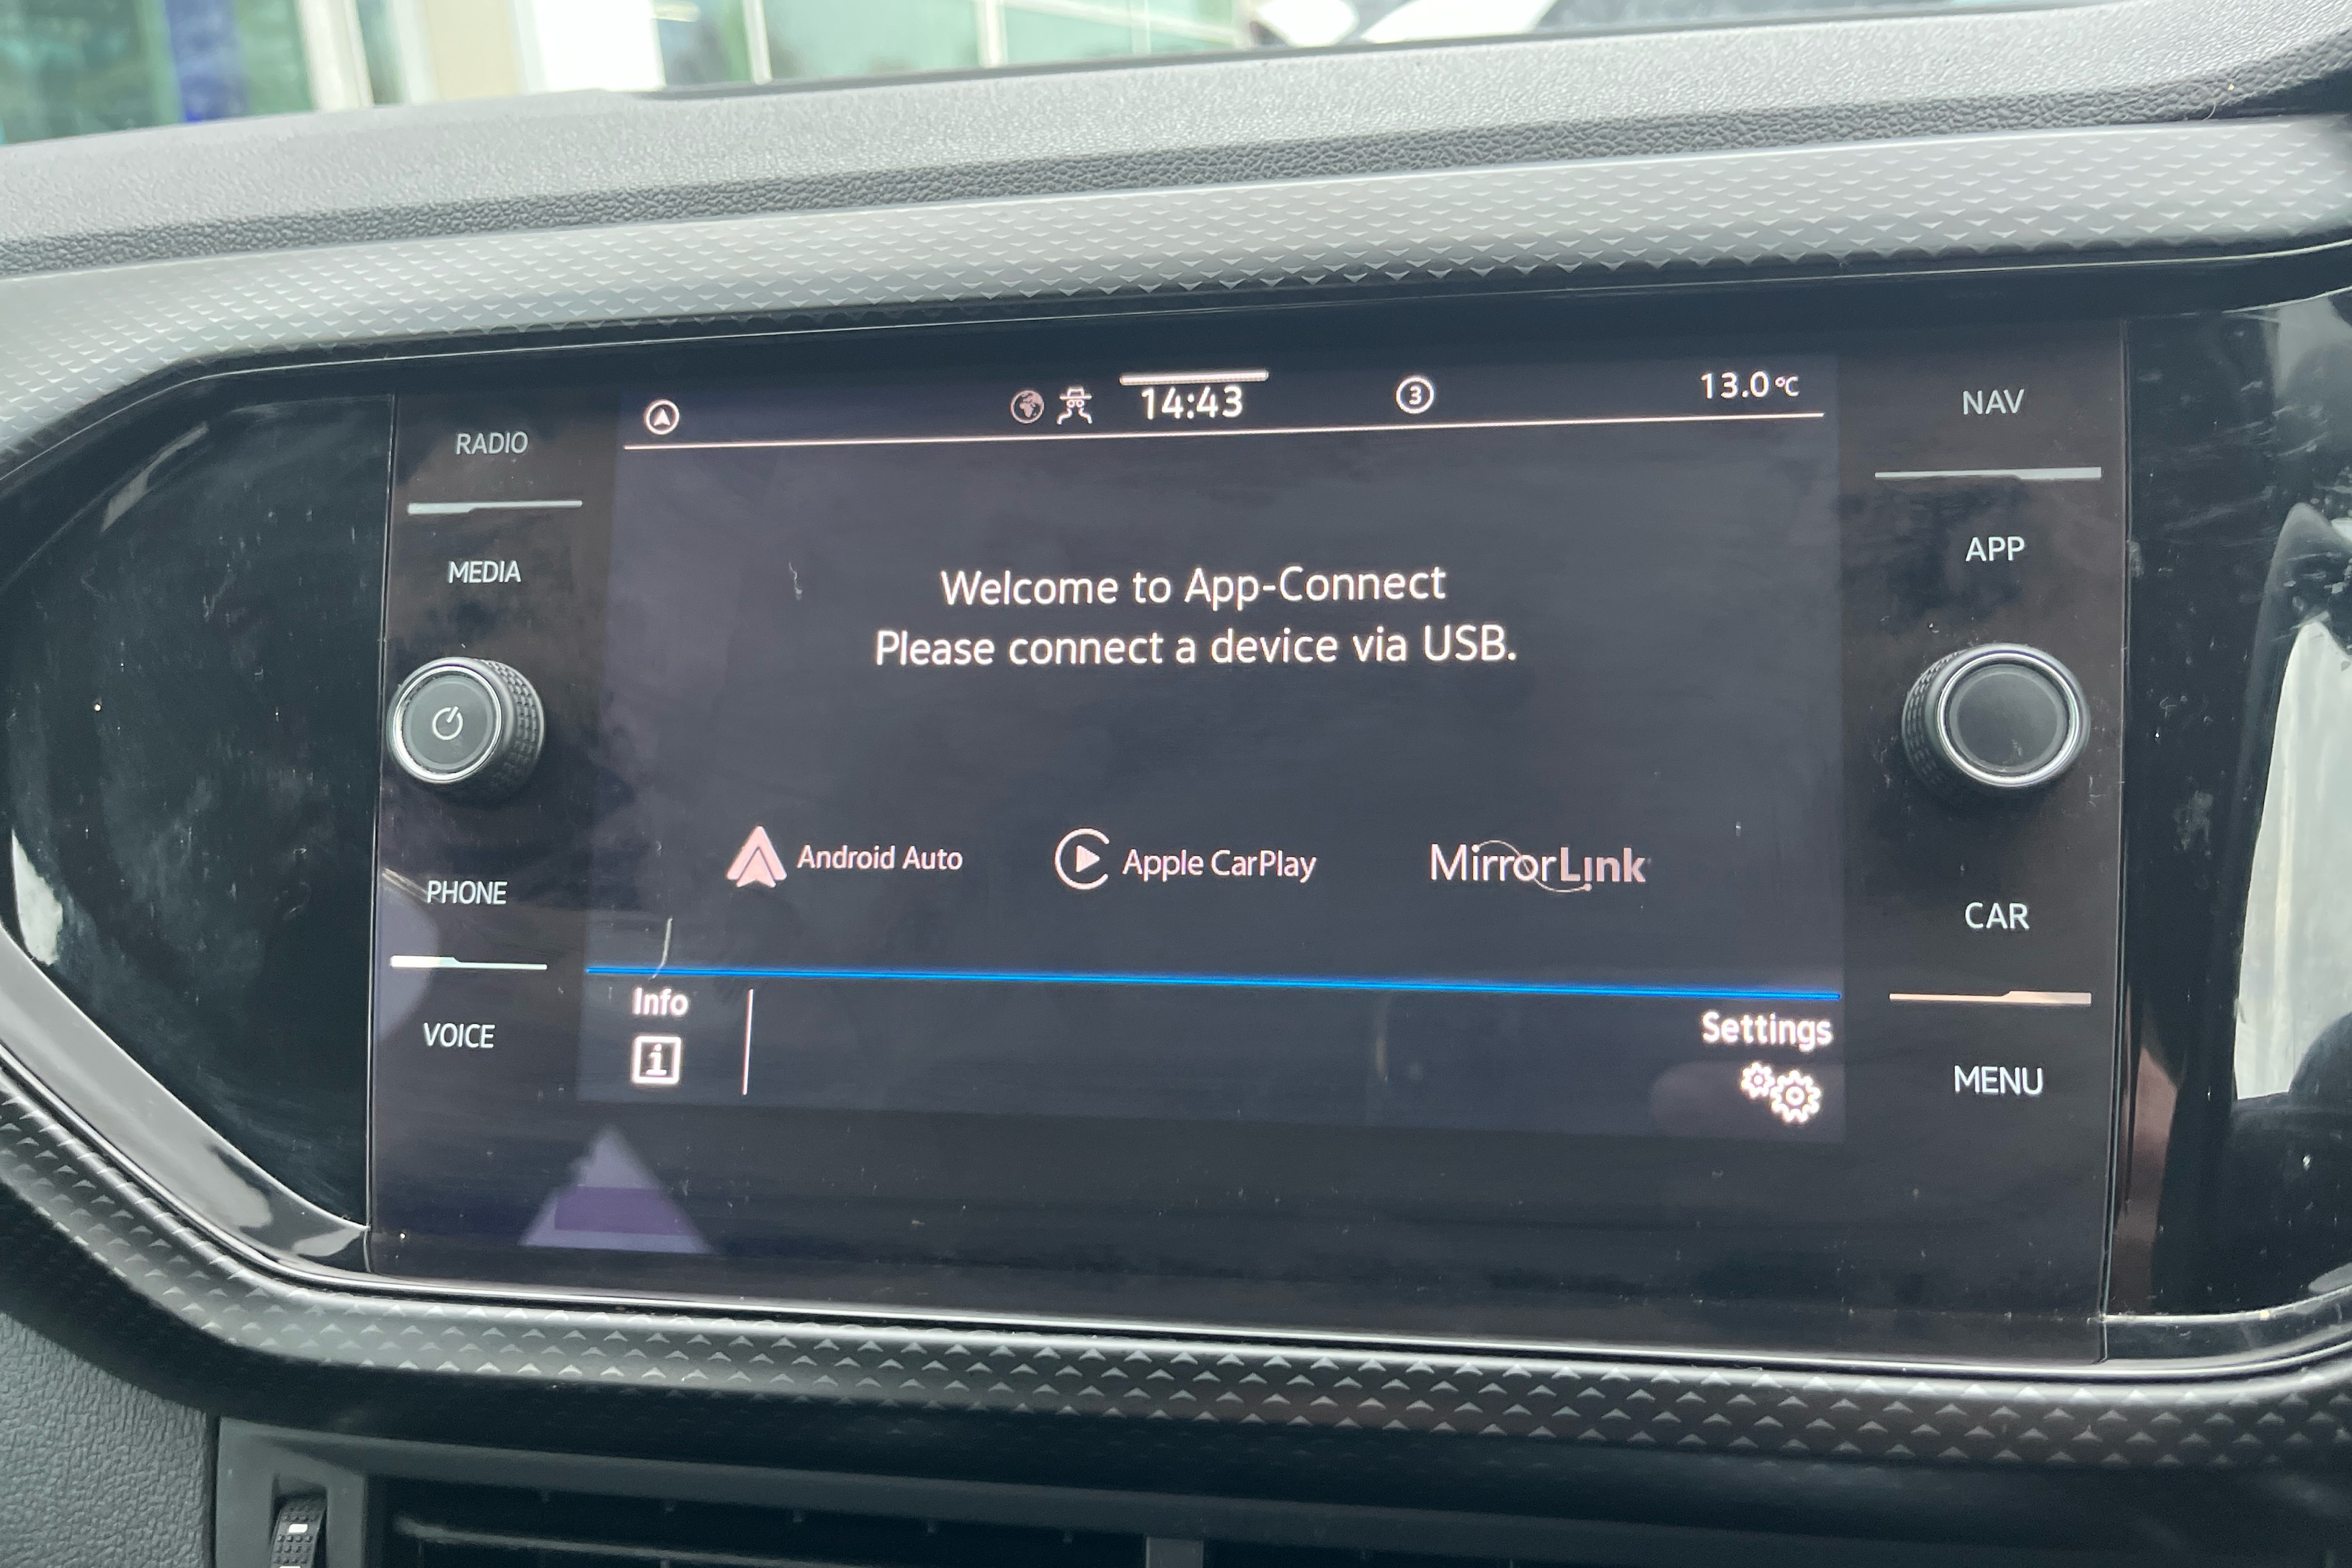 14:43
3
13.0°C
RADIO
MEDIA
PHONE
VOICE
Welcome to App-Connect
Please connect a device via USB.
Android Auto
Apple CarPlay
MirrorLink
Info
i
Settings
NAV
APP
CAR
MENU